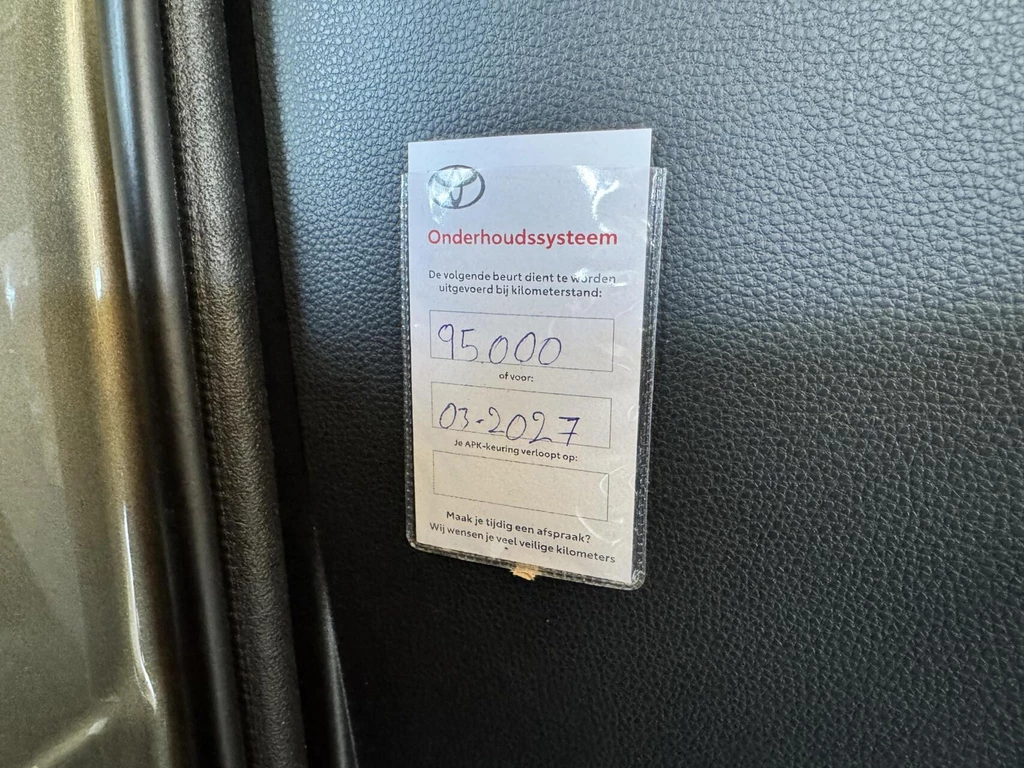 Onderhoudssysteem
De volgende beurt dient te worden
uitgevoerd bij kilometerstand:
95.000
of voor:
03-2027
Je APK-keuring verloopt op:
Maak je tijdig een afspraak?
Wij wensen je veel veilige kilometers